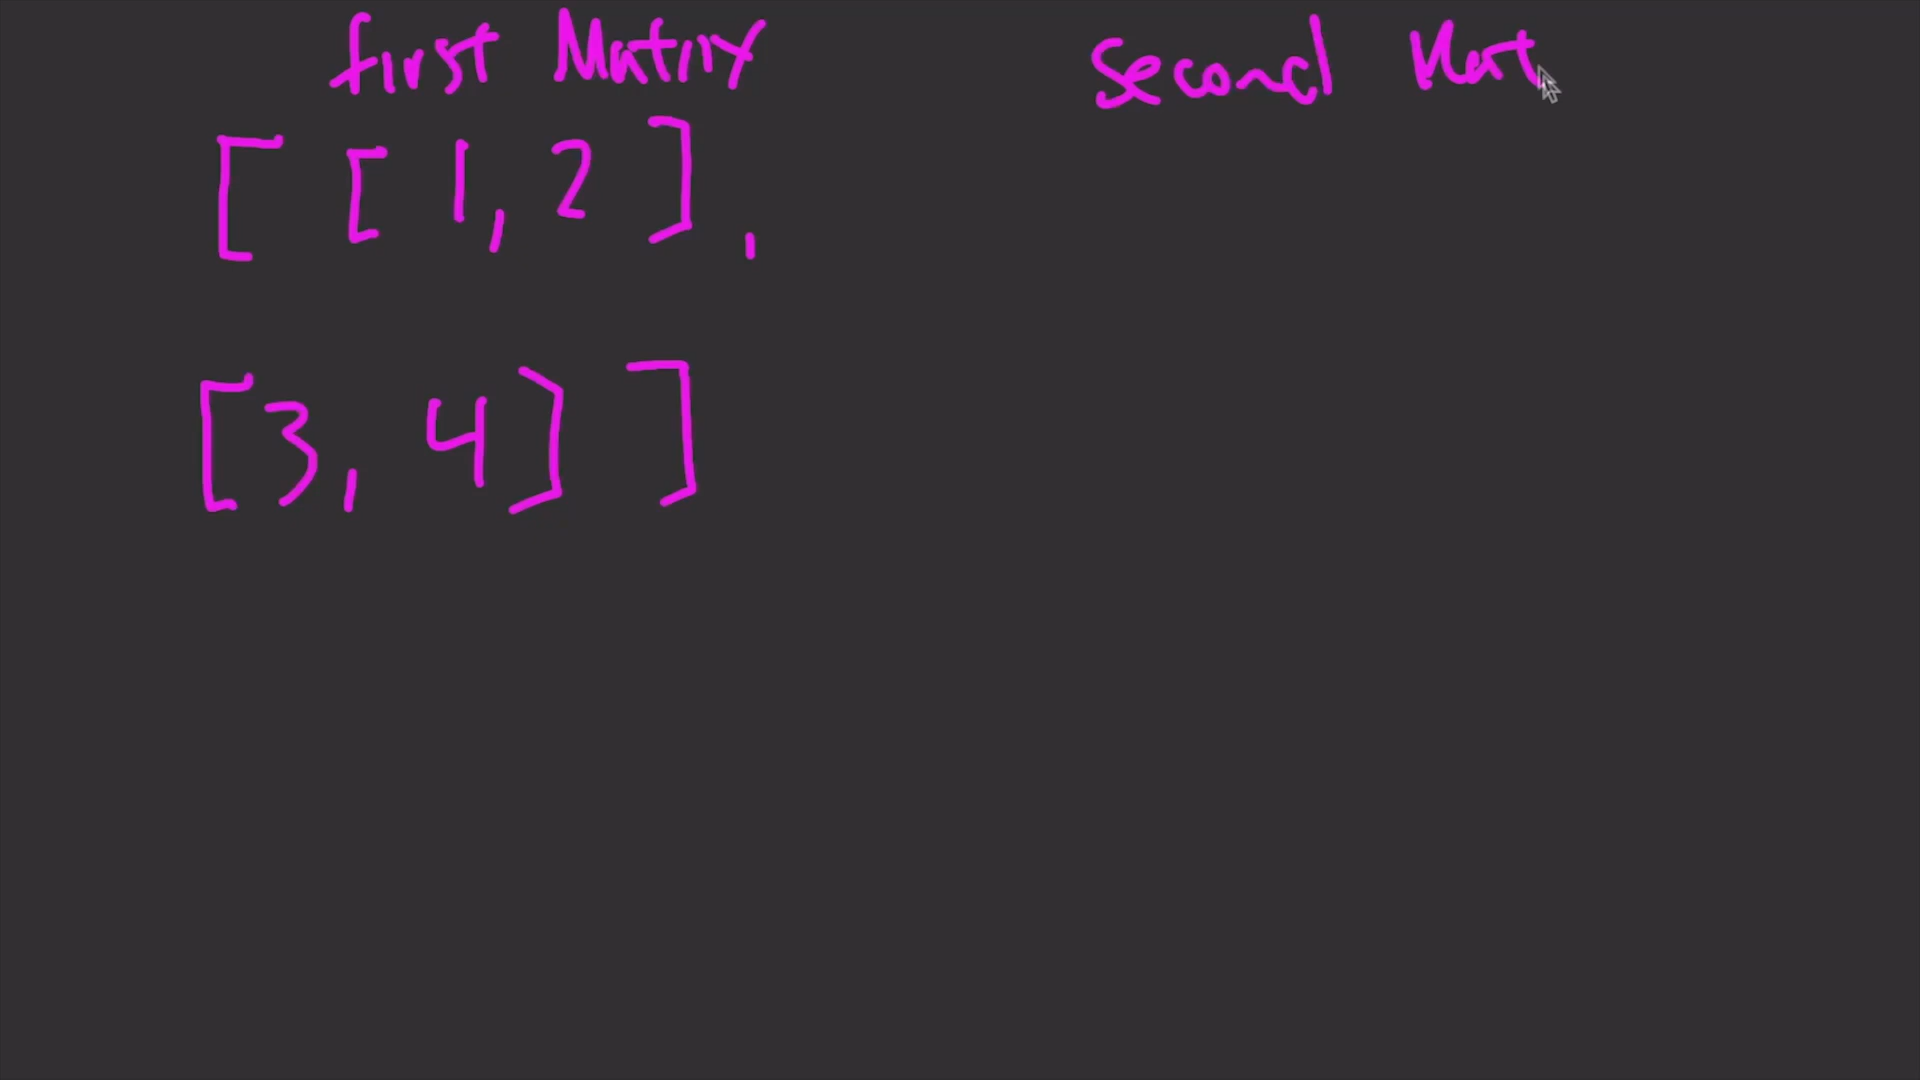 first Matrix
[ [ 1, 2 ] ,
[3, 4] ]
Second Mat